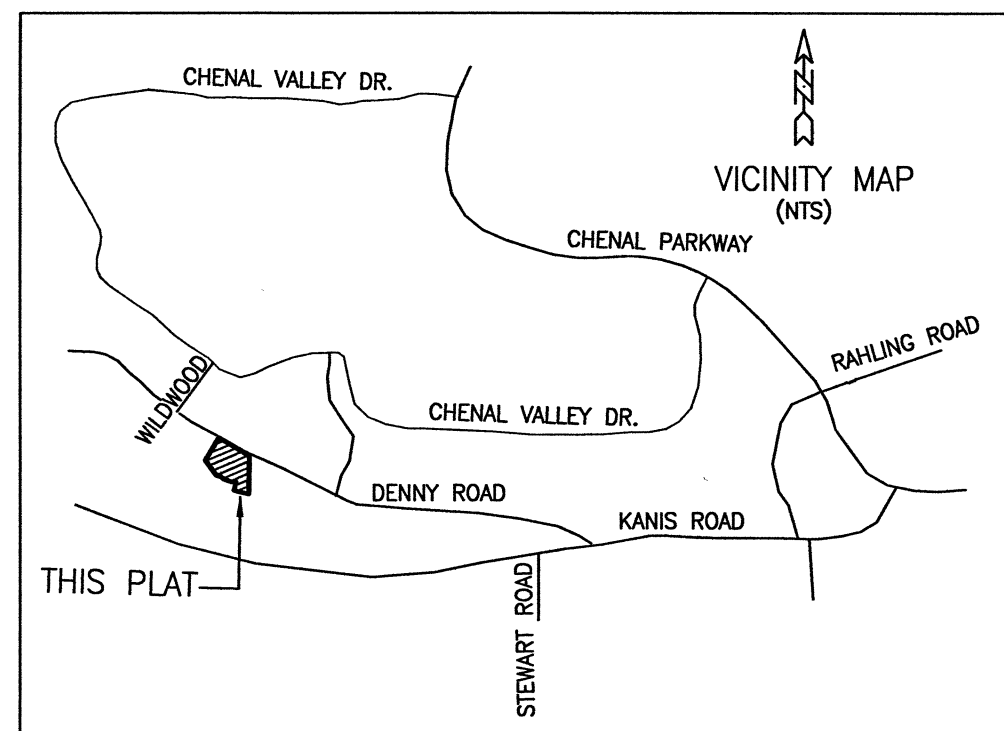 CHENAL VALLEY DR.
N
VICINITY MAP
(NTS)
CHENAL PARKWAY
RAHLING ROAD
WILDWOOD
CHENAL VALLEY DR.
DENNY ROAD
KANIS ROAD
THIS PLAT
STEWART ROAD